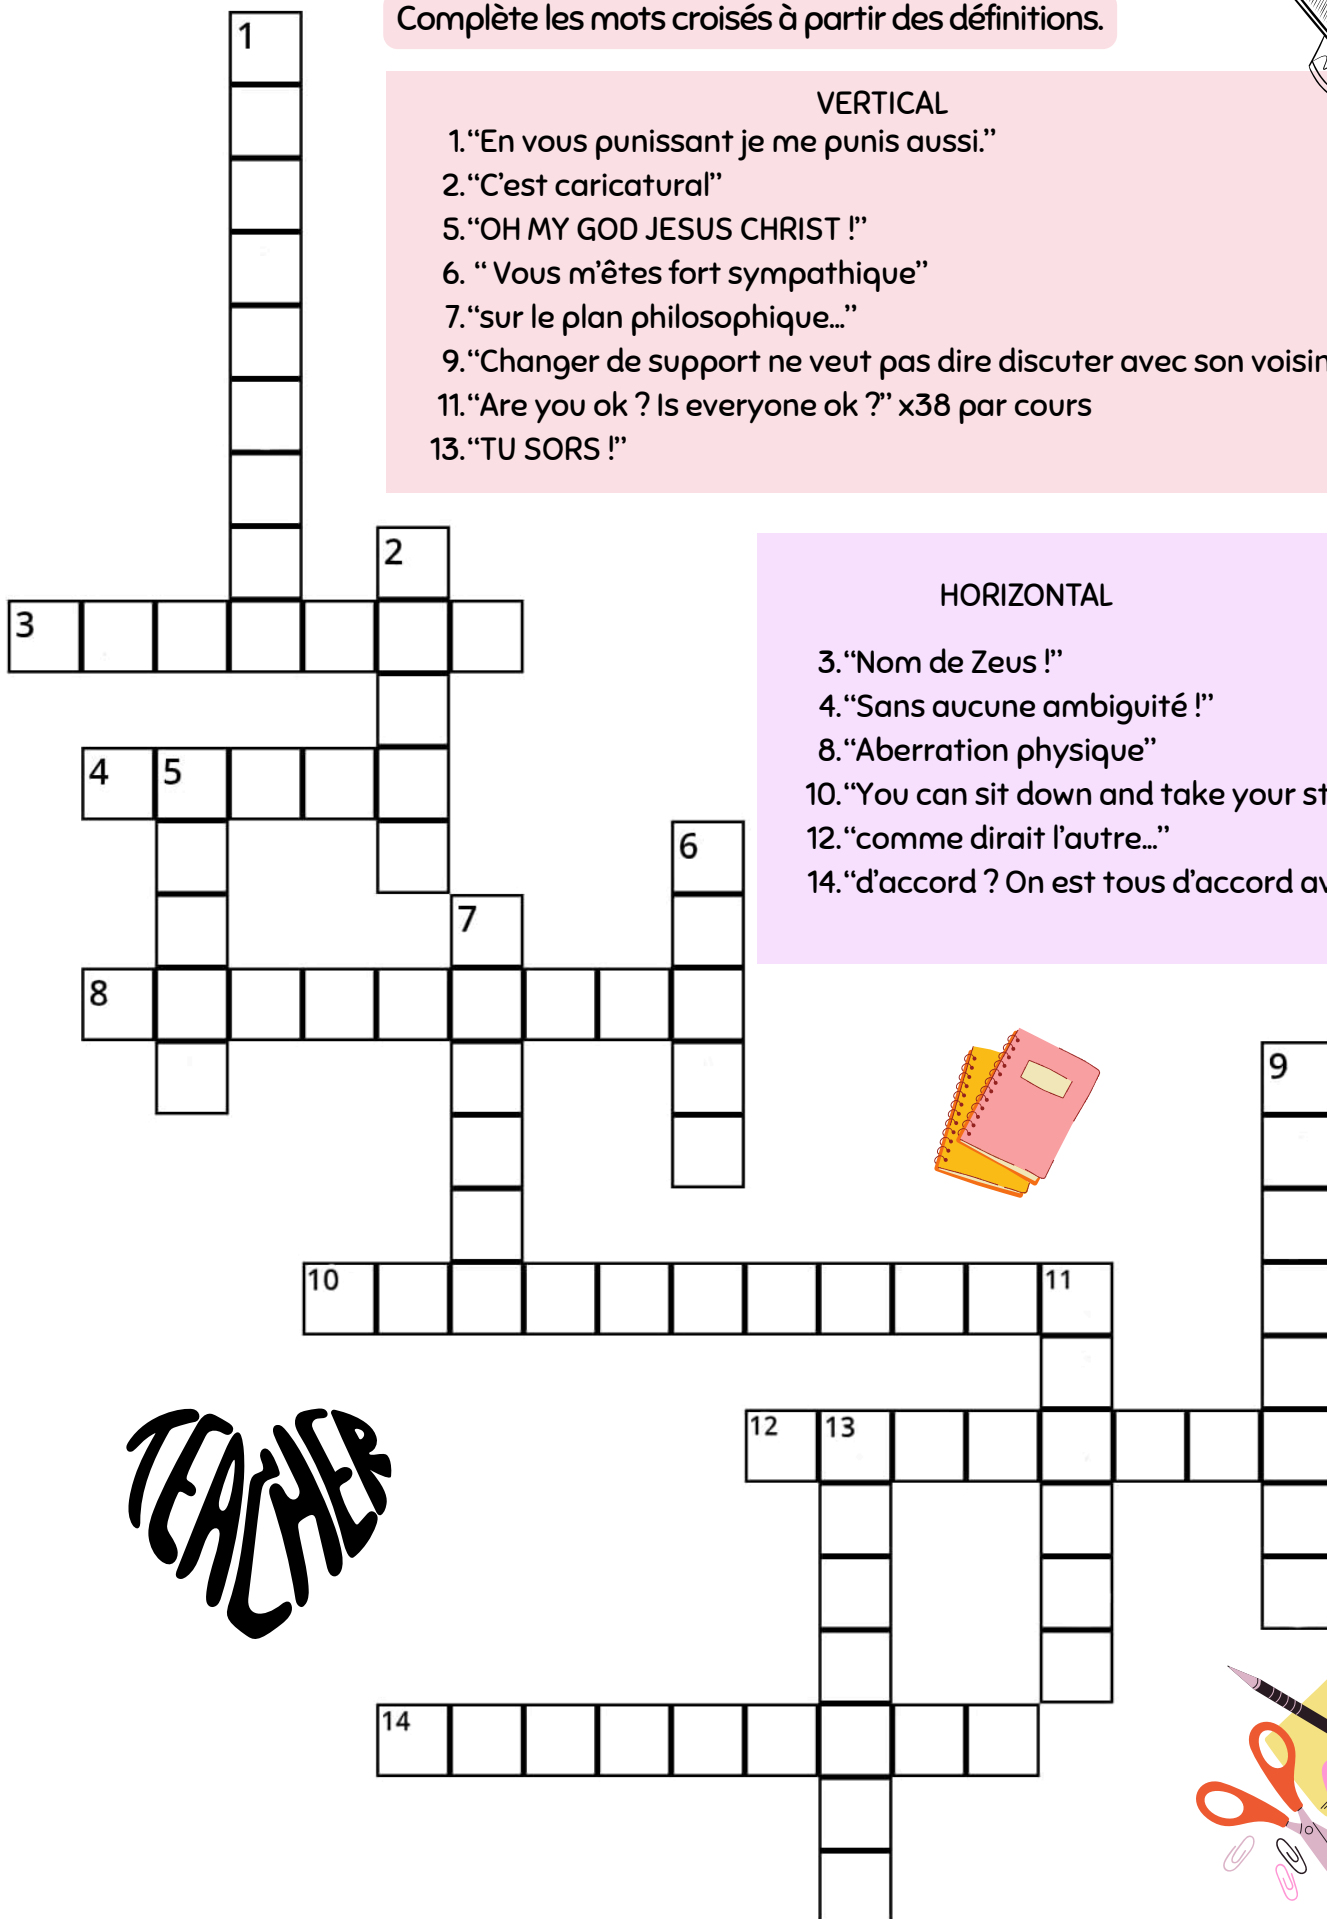 Complète les mots croisés à partir des définitions.
VERTICAL
1.“En vous punissant je me punis aussi.”
2.“C’est caricatural”
5.“OH MY GOD JESUS CHRIST !”
6. “ Vous m’êtes fort sympathique”
7.“sur le plan philosophique...”
9.“Changer de support ne veut pas dire discuter avec son voisin
11.“Are you ok ? Is everyone ok ?” x38 par cours
13.“TU SORS !”
HORIZONTAL
3.“Nom de Zeus !”
4.“Sans aucune ambiguité !”
8.“Aberration physique”
10.“You can sit down and take your st
12.“comme dirait l’autre...”
14.“d’accord ? On est tous d’accord av
1
2
3
4 5
6
7
8
9
10 11
12 13
14
TEACHER